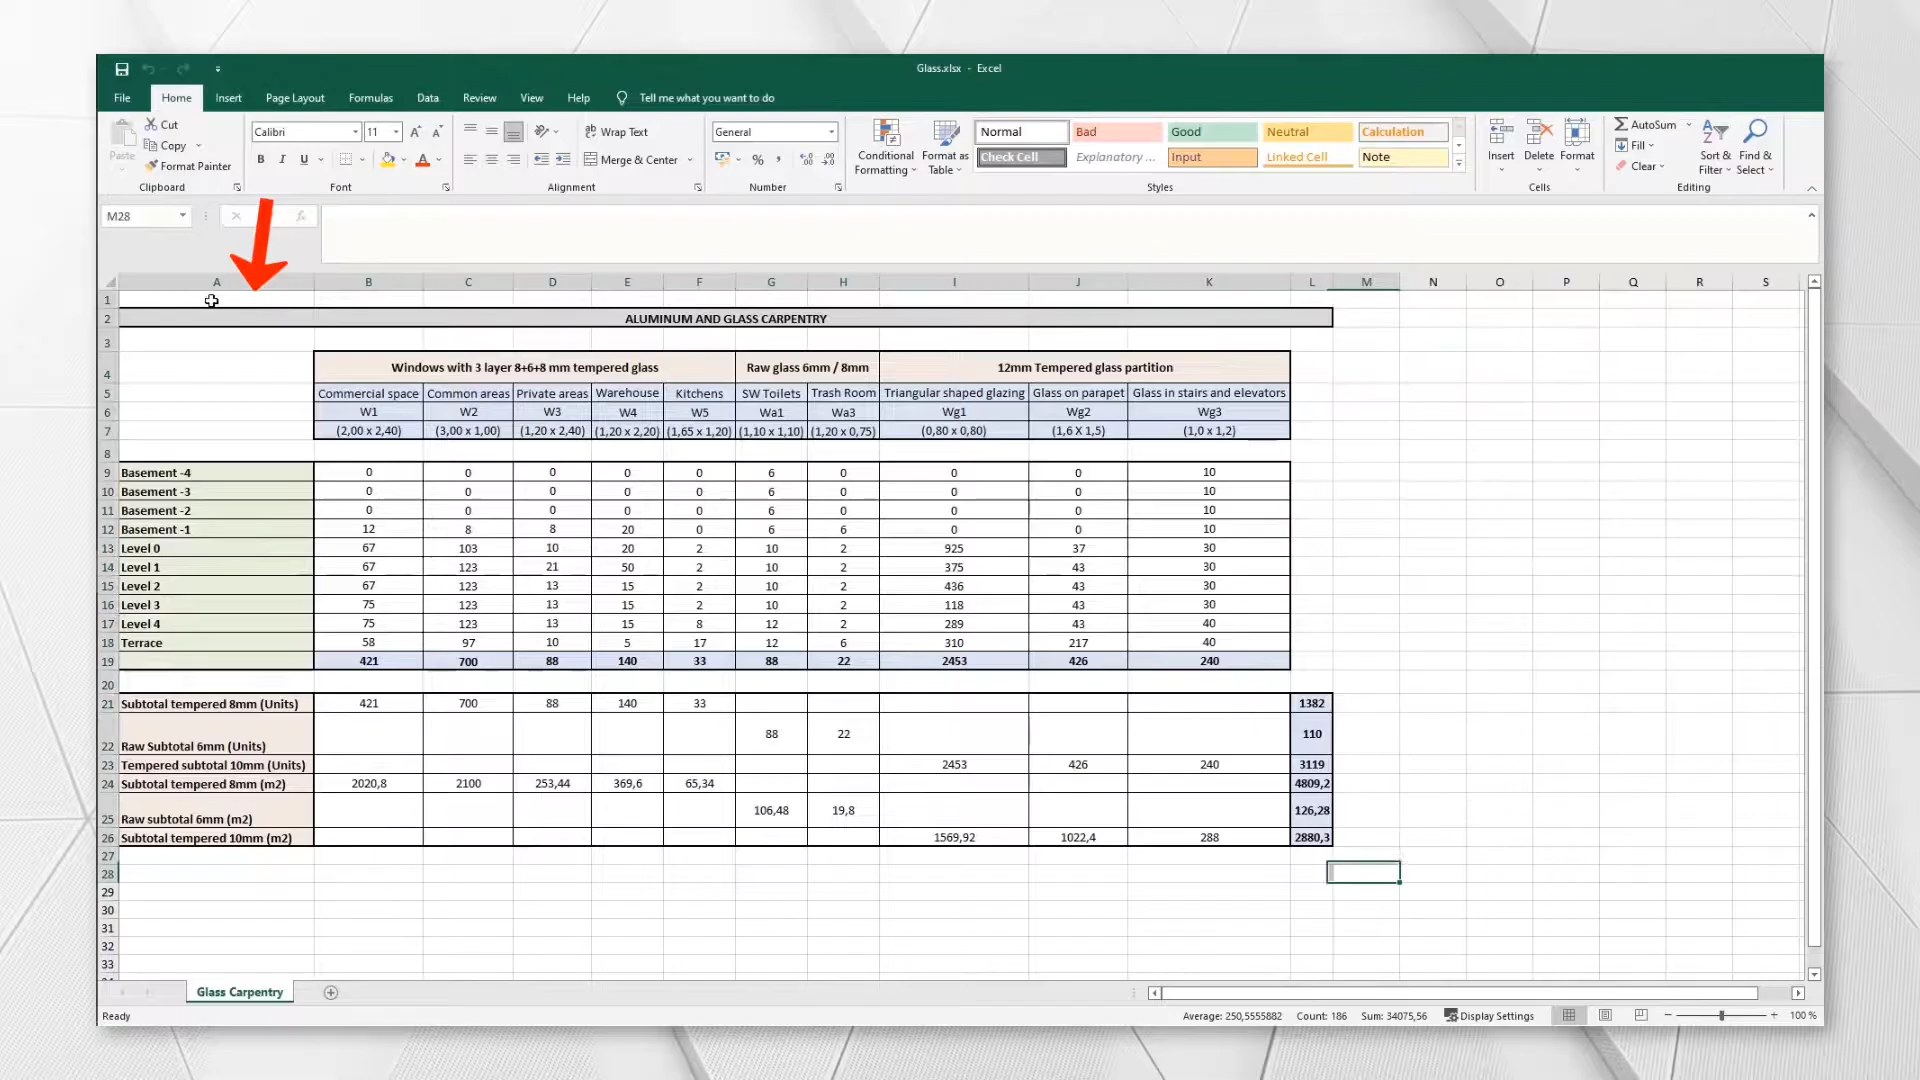 Glass.xlsx - Excel
File Home Insert Page Layout Formulas Data Review View Help Tell me what you want to do
Paste Cut Copy Format Painter Clipboard
Calibri 11 B I U Font
Wrap Text Merge & Center Alignment
General % Number
Conditional Formatting Format as Table
Normal Bad Good Neutral Calculation
Check Cell Explanatory ... Input Linked Cell Note
Styles
Insert Delete Format Cells
AutoSum Fill Clear Sort & Filter Find & Select Editing
M28 fx
A B C D E F G H I J K L M N O P Q R S
1
2 ALUMINUM AND GLASS CARPENTRY
3
4 Windows with 3 layer 8+6+8 mm tempered glass Raw glass 6mm / 8mm 12mm Tempered glass partition
5 Commercial space Common areas Private areas Warehouse Kitchens SW Toilets Trash Room Triangular shaped glazing Glass on parapet Glass in stairs and elevators
6 W1 W2 W3 W4 W5 Wa1 Wa3 Wg1 Wg2 Wg3
7 (2,00 x 2,40) (3,00 x 1,00) (1,20 x 2,40) (1,20 x 2,20) (1,65 x 1,20) (1,10 x 1,10) (1,20 x 0,75) (0,80 x 0,80) (1,6 X 1,5) (1,0 x 1,2)
8
9 Basement -4 0 0 0 0 0 6 0 0 0 10
10 Basement -3 0 0 0 0 0 6 0 0 0 10
11 Basement -2 0 0 0 0 0 6 0 0 0 10
12 Basement -1 12 8 8 20 0 6 6 0 0 10
13 Level 0 67 103 10 20 2 10 2 925 37 30
14 Level 1 67 123 21 50 2 10 2 375 43 30
15 Level 2 67 123 13 15 2 10 2 436 43 30
16 Level 3 75 123 13 15 2 10 2 118 43 30
17 Level 4 75 123 13 15 8 12 2 289 43 40
18 Terrace 58 97 10 5 17 12 6 310 217 40
19 421 700 88 140 33 88 22 2453 426 240
20
21 Subtotal tempered 8mm (Units) 421 700 88 140 33 1382
22 Raw Subtotal 6mm (Units) 88 22 110
23 Tempered subtotal 10mm (Units) 2453 426 240 3119
24 Subtotal tempered 8mm (m2) 2020,8 2100 253,44 369,6 65,34 4809,2
25 Raw subtotal 6mm (m2) 106,48 19,8 126,28
26 Subtotal tempered 10mm (m2) 1569,92 1022,4 288 2880,3
27
28
29
30
31
32
33
Glass Carpentry
Ready Average: 250,5555882 Count: 186 Sum: 34075,56 Display Settings 100 %